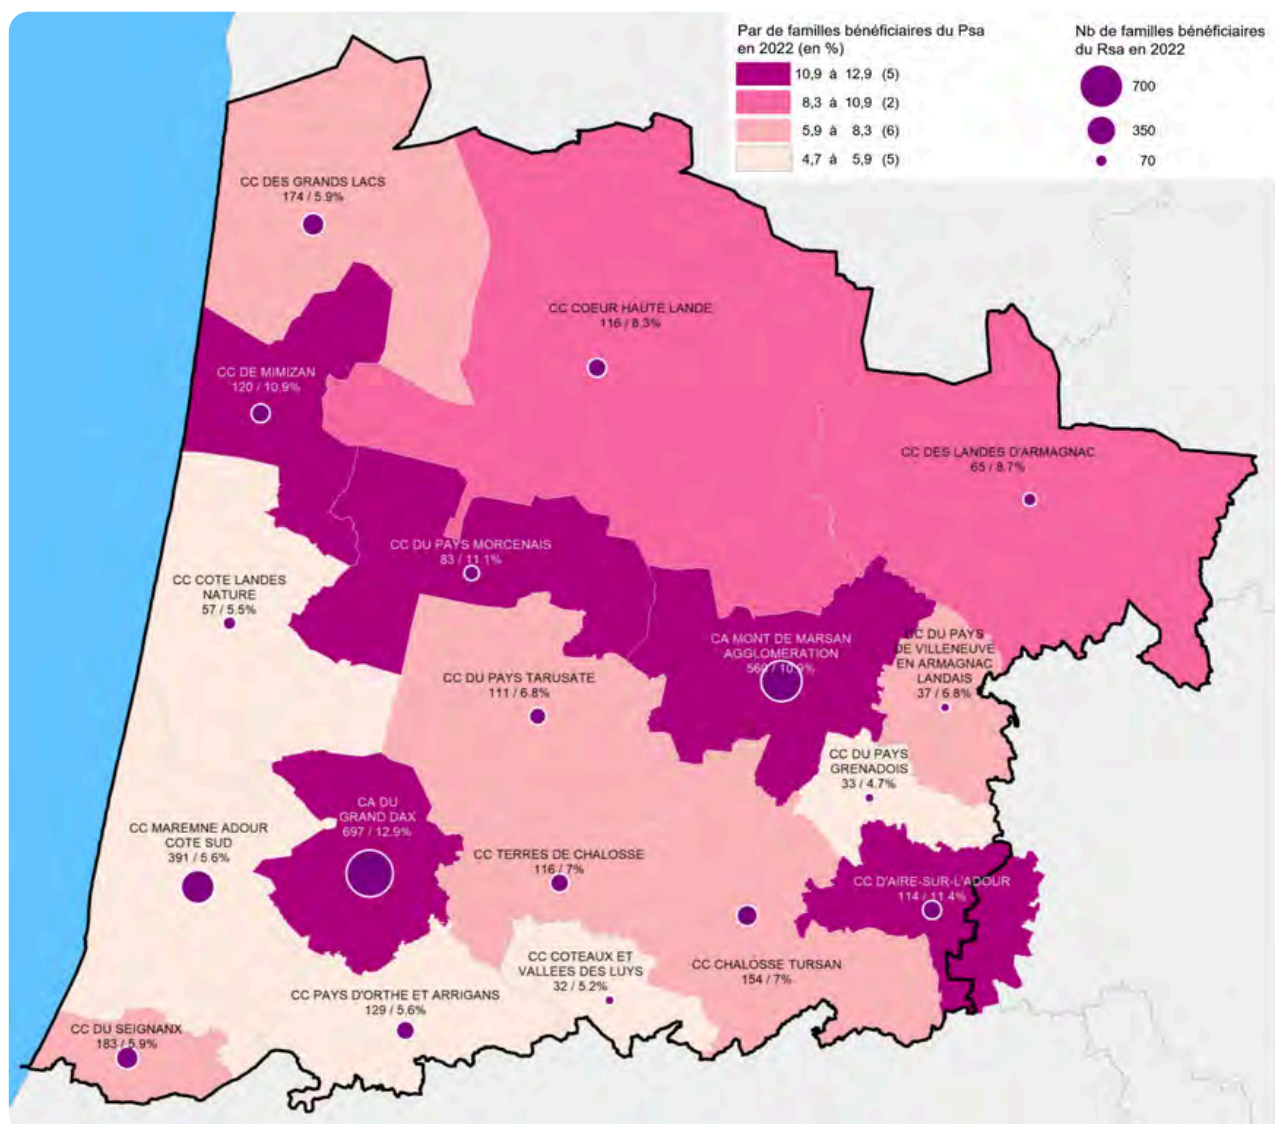 Par de familles bénéficiaires du Psa
en 2022 (en %)
10,9 à 12,9 (5)
8,3 à 10,9 (2)
5,9 à 8,3 (6)
4,7 à 5,9 (5)
Nb de familles bénéficiaires
du Rsa en 2022
700
350
70
CC DES GRANDS LACS
174 / 5.9%
CC COEUR HAUTE LANDE
116 / 8.3%
CC DE MIMIZAN
120 / 10.9%
CC DES LANDES D'ARMAGNAC
65 / 8.7%
CC DU PAYS MORCENAIS
83 / 11.1%
CC COTE LANDES
NATURE
57 / 5.5%
CA MONT DE MARSAN
AGGLOMERATION
560 / 10.9%
CC DU PAYS
DE VILLENEUVE
EN ARMAGNAC
LANDAIS
37 / 6.8%
CC DU PAYS TARUSATE
111 / 6.8%
CC DU PAYS
GRENADOIS
33 / 4.7%
CA DU
GRAND DAX
697 / 12.9%
CC MAREMNE ADOUR
COTE SUD
391 / 5.6%
CC TERRES DE CHALOSSE
116 / 7%
CC D'AIRE-SUR-L'ADOUR
114 / 11.4%
CC COTEAUX ET
VALLEES DES LUYS
32 / 5.2%
CC CHALOSSE TURSAN
154 / 7%
CC PAYS D'ORTHE ET ARRIGANS
129 / 5.6%
CC DU SEIGNANX
183 / 5.9%